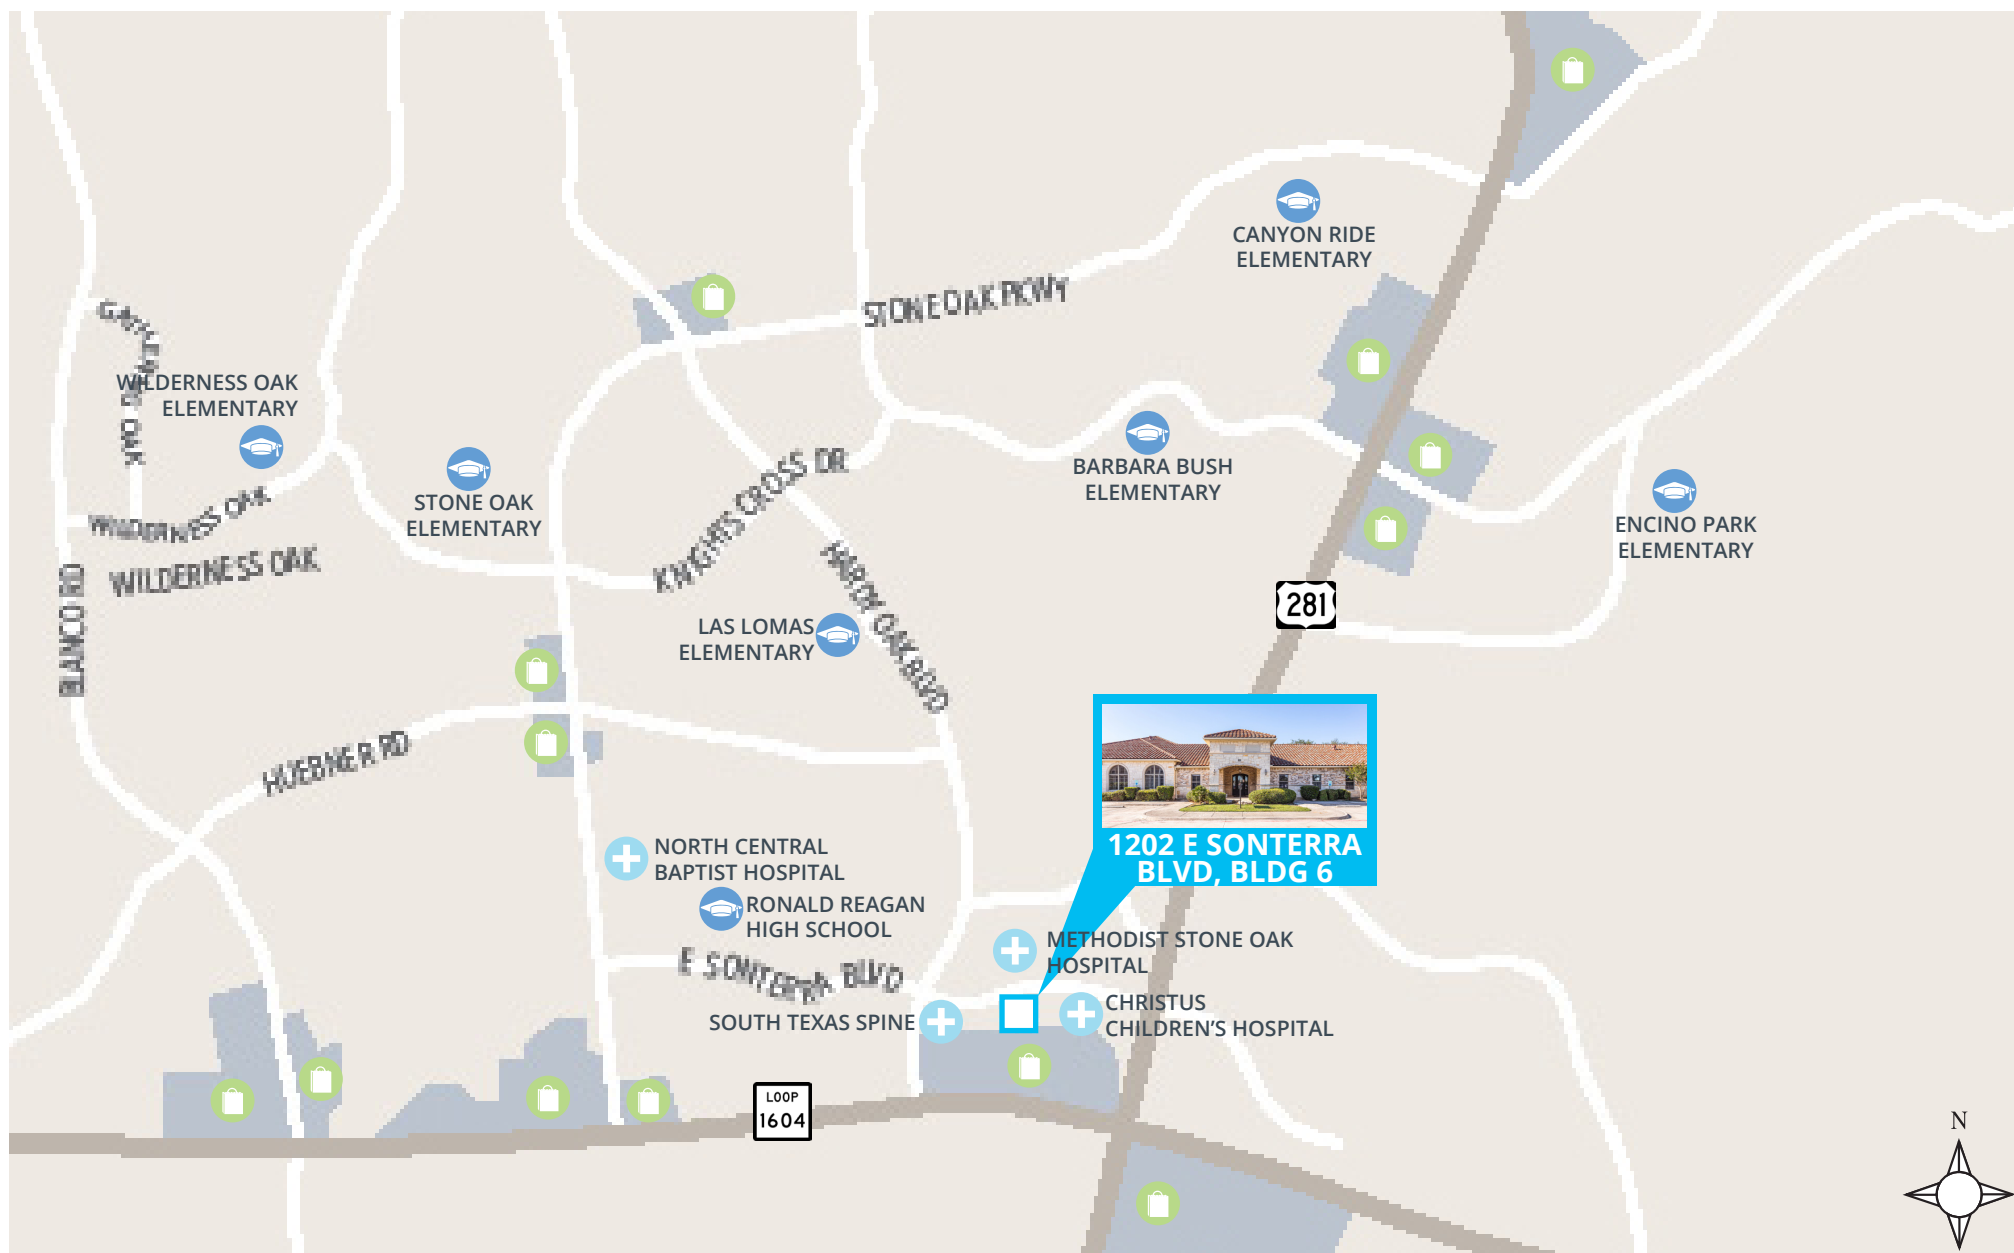 CANYON RIDE
ELEMENTARY
STONE OAK PKWY
GATHERING OAK
WILDERNESS OAK
ELEMENTARY
STONE OAK
ELEMENTARY
KNIGHTS CROSS DR
BARBARA BUSH
ELEMENTARY
ENCINO PARK
ELEMENTARY
WILDERNESS OAK
WILDERNESS OAK
BLANCO RD
HARDY OAK BLVD
281
LAS LOMAS
ELEMENTARY
HUEBNER RD
1202 E SONTERRA
BLVD, BLDG 6
NORTH CENTRAL
BAPTIST HOSPITAL
RONALD REAGAN
HIGH SCHOOL
METHODIST STONE OAK
HOSPITAL
E SONTERRA BLVD
SOUTH TEXAS SPINE
CHRISTUS
CHILDREN'S HOSPITAL
LOOP
1604
N